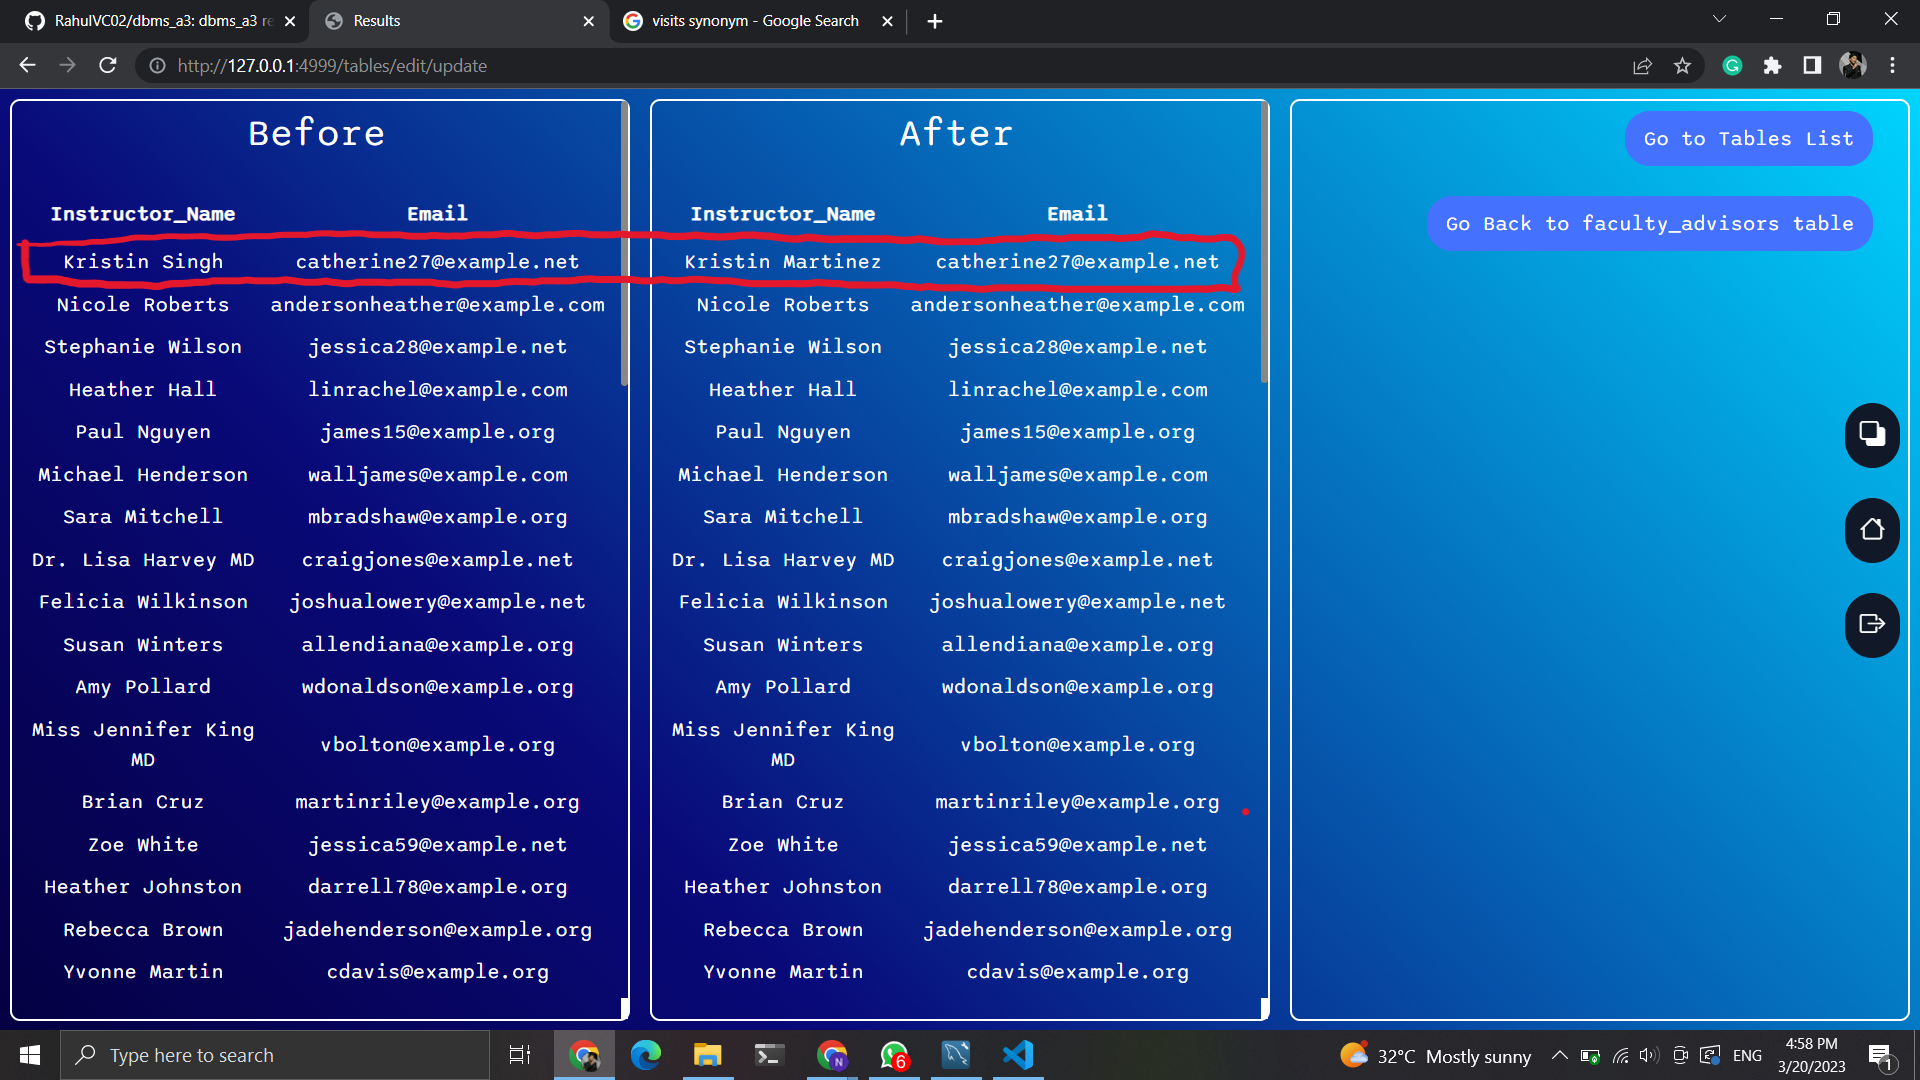 RahulVC02/dbms_a3: dbms_a3 re
Results
visits synonym - Google Search
http://127.0.0.1:4999/tables/edit/update
Before
Instructor_Name Email
Kristin Singh catherine27@example.net
Nicole Roberts andersonheather@example.com
Stephanie Wilson jessica28@example.net
Heather Hall linrachel@example.com
Paul Nguyen james15@example.org
Michael Henderson walljames@example.com
Sara Mitchell mbradshaw@example.org
Dr. Lisa Harvey MD craigjones@example.net
Felicia Wilkinson joshualowery@example.net
Susan Winters allendiana@example.org
Amy Pollard wdonaldson@example.org
Miss Jennifer King
MD vbolton@example.org
Brian Cruz martinriley@example.org
Zoe White jessica59@example.net
Heather Johnston darrell78@example.org
Rebecca Brown jadehenderson@example.org
Yvonne Martin cdavis@example.org
After
Instructor_Name Email
Kristin Martinez catherine27@example.net
Nicole Roberts andersonheather@example.com
Stephanie Wilson jessica28@example.net
Heather Hall linrachel@example.com
Paul Nguyen james15@example.org
Michael Henderson walljames@example.com
Sara Mitchell mbradshaw@example.org
Dr. Lisa Harvey MD craigjones@example.net
Felicia Wilkinson joshualowery@example.net
Susan Winters allendiana@example.org
Amy Pollard wdonaldson@example.org
Miss Jennifer King
MD vbolton@example.org
Brian Cruz martinriley@example.org
Zoe White jessica59@example.net
Heather Johnston darrell78@example.org
Rebecca Brown jadehenderson@example.org
Yvonne Martin cdavis@example.org
Go to Tables List
Go Back to faculty_advisors table
Type here to search
N
6
32°C Mostly sunny
ENG
4:58 PM
3/20/2023
1